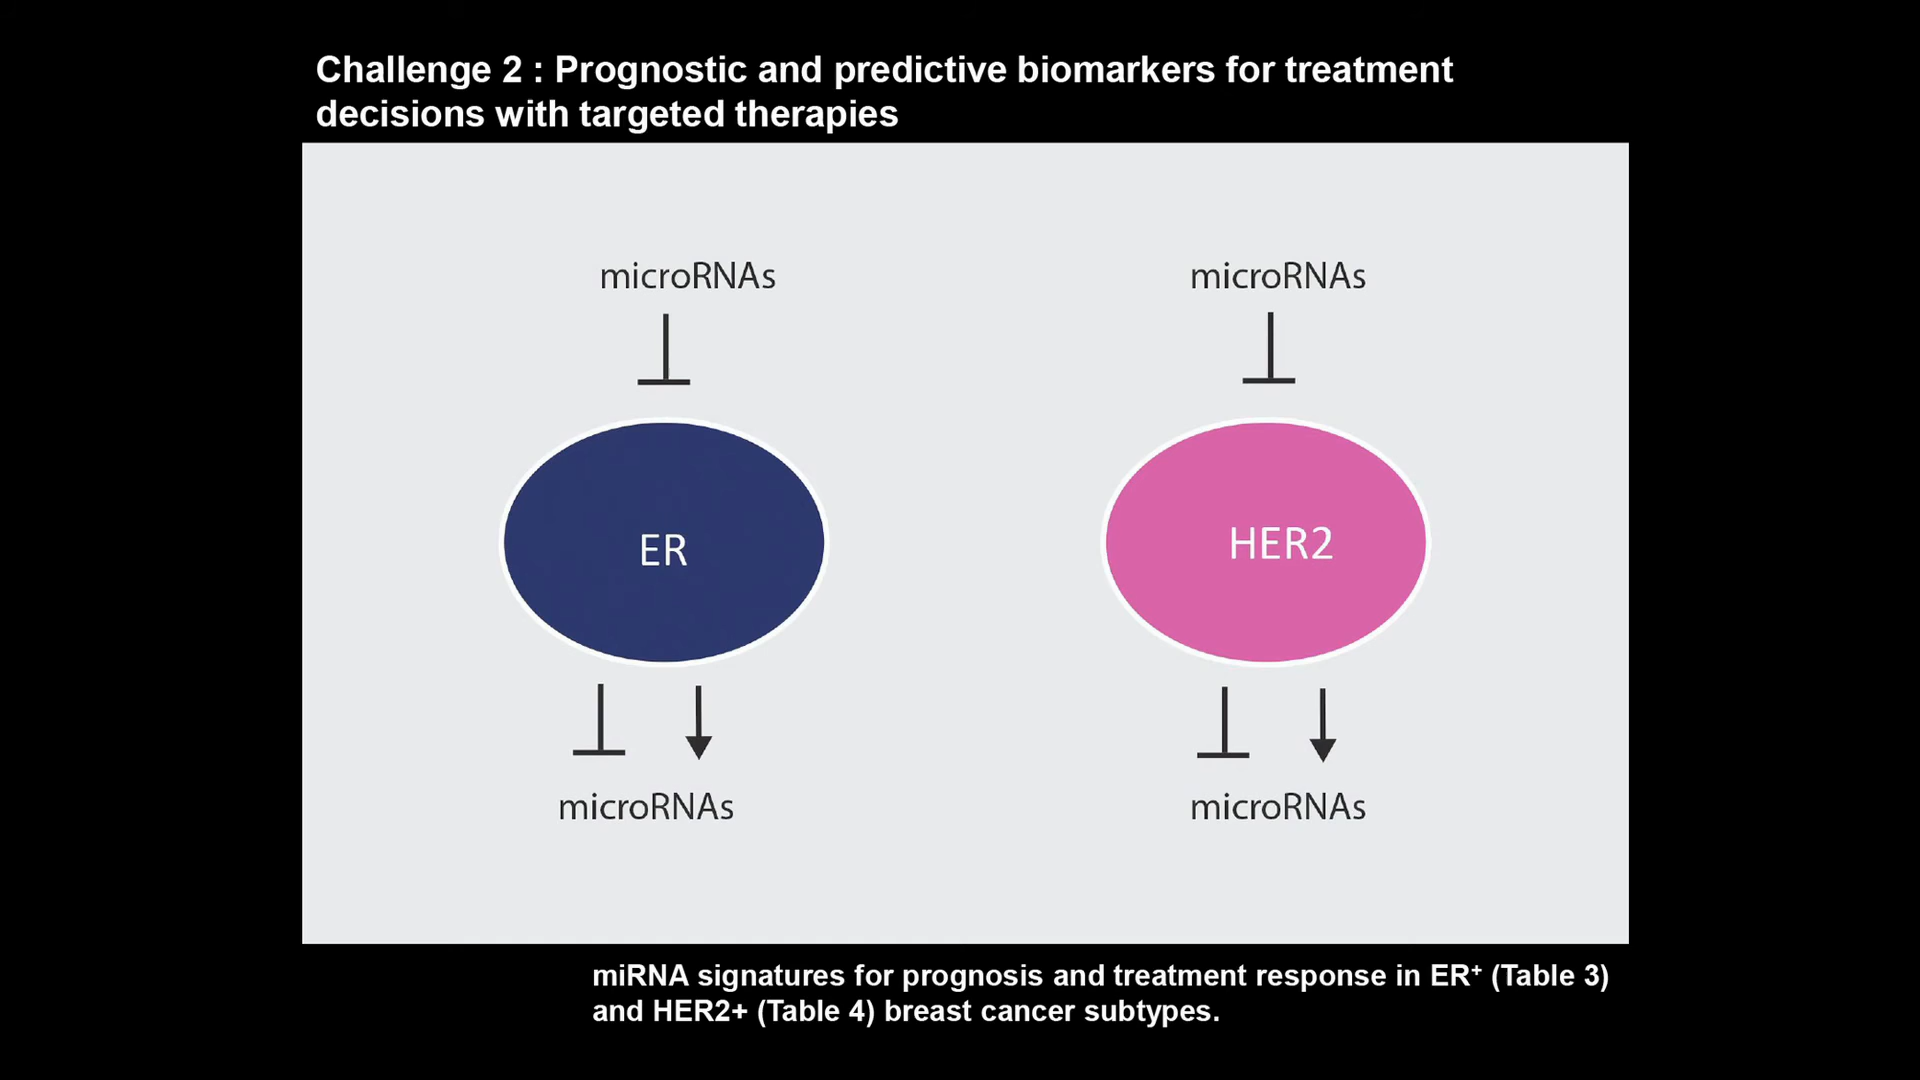 Challenge 2 : Prognostic and predictive biomarkers for treatment
decisions with targeted therapies
microRNAs
microRNAs
ER
HER2
microRNAs
microRNAs
miRNA signatures for prognosis and treatment response in ER⁺ (Table 3)
and HER2+ (Table 4) breast cancer subtypes.